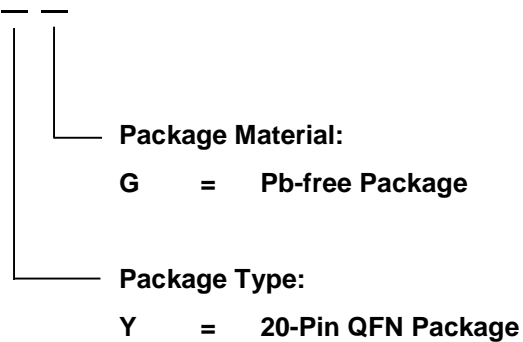 Package Material:
G = Pb-free Package
Package Type:
Y = 20-Pin QFN Package